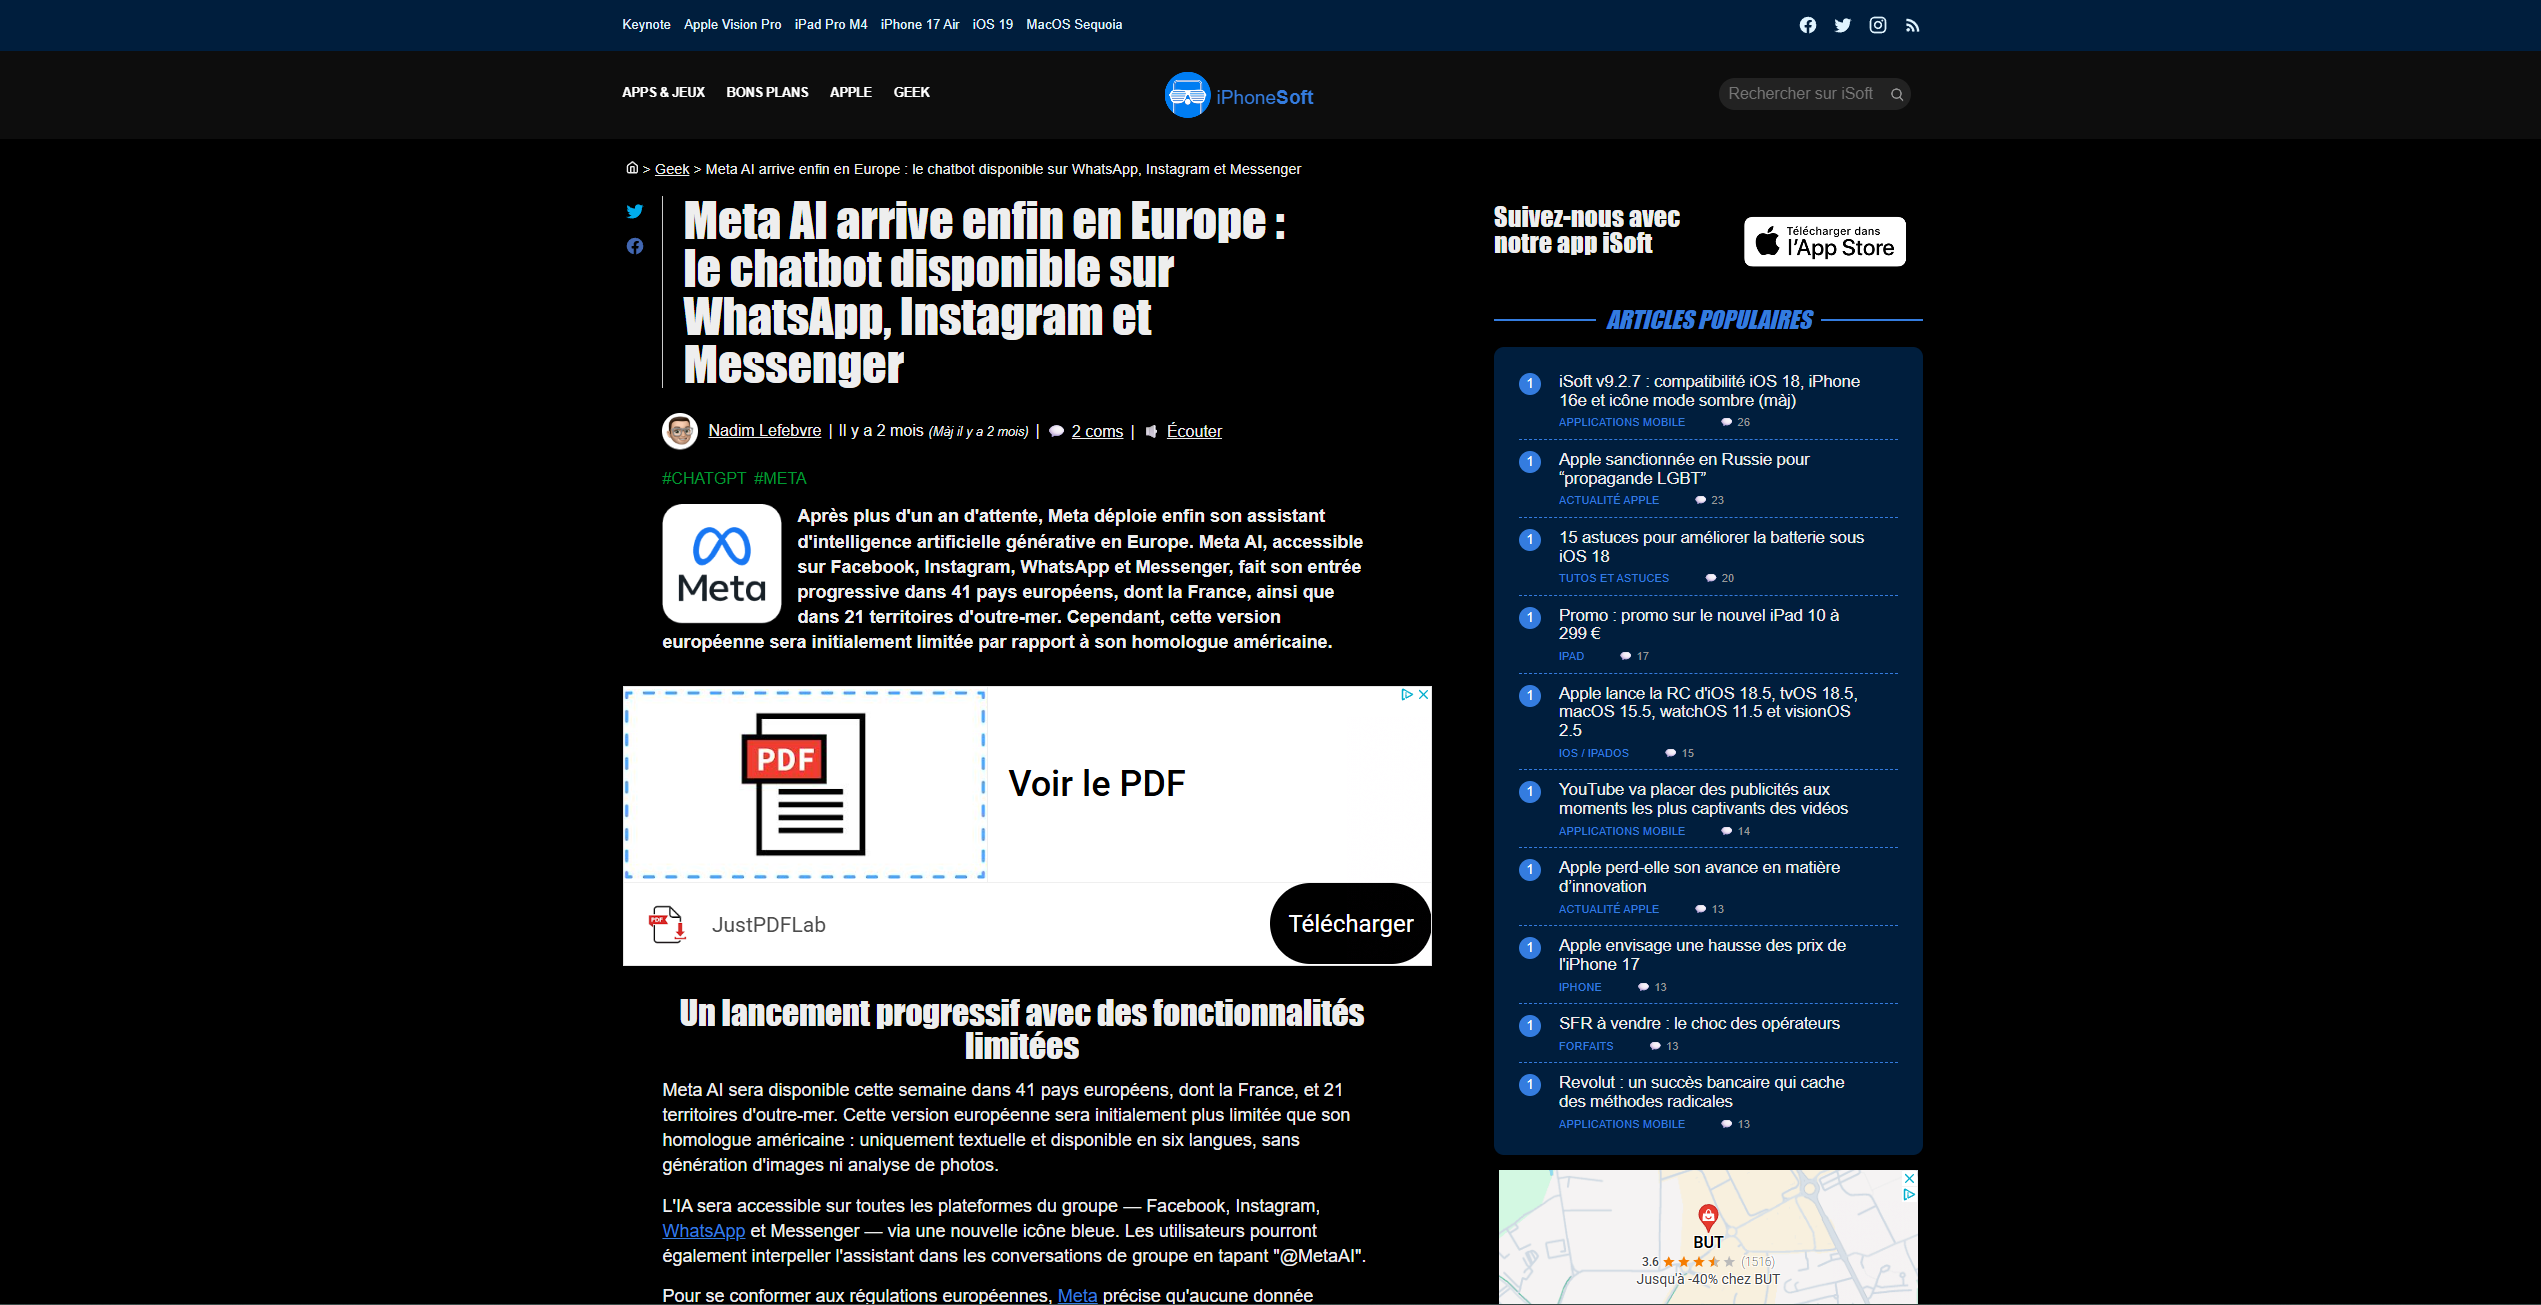 Keynote Apple Vision Pro iPad Pro M4 iPhone 17 Air iOS 19 MacOS Sequoia
APPS & JEUX BONS PLANS APPLE GEEK
iPhoneSoft
Rechercher sur iSoft
> Geek > Meta AI arrive enfin en Europe : le chatbot disponible sur WhatsApp, Instagram et Messenger
Meta AI arrive enfin en Europe :
le chatbot disponible sur
WhatsApp, Instagram et
Messenger
Nadim Lefebvre | Il y a 2 mois (Màj il y a 2 mois) | 2 coms | Écouter
#CHATGPT #META
Meta
Après plus d'un an d'attente, Meta déploie enfin son assistant
d'intelligence artificielle générative en Europe. Meta AI, accessible
sur Facebook, Instagram, WhatsApp et Messenger, fait son entrée
progressive dans 41 pays européens, dont la France, ainsi que
dans 21 territoires d'outre-mer. Cependant, cette version
européenne sera initialement limitée par rapport à son homologue américaine.
PDF
Voir le PDF
PDF
JustPDFLab
Télécharger
Un lancement progressif avec des fonctionnalités
limitées
Meta AI sera disponible cette semaine dans 41 pays européens, dont la France, et 21
territoires d'outre-mer. Cette version européenne sera initialement plus limitée que son
homologue américaine : uniquement textuelle et disponible en six langues, sans
génération d'images ni analyse de photos.
L'IA sera accessible sur toutes les plateformes du groupe — Facebook, Instagram,
WhatsApp et Messenger — via une nouvelle icône bleue. Les utilisateurs pourront
également interpeller l'assistant dans les conversations de groupe en tapant "@MetaAI".
Pour se conformer aux régulations européennes, Meta précise qu'aucune donnée
Suivez-nous avec
notre app iSoft
Télécharger dans
l'App Store
ARTICLES POPULAIRES
1 iSoft v9.2.7 : compatibilité iOS 18, iPhone
16e et icône mode sombre (màj)
APPLICATIONS MOBILE 26
1 Apple sanctionnée en Russie pour
“propagande LGBT”
ACTUALITÉ APPLE 23
1 15 astuces pour améliorer la batterie sous
iOS 18
TUTOS ET ASTUCES 20
1 Promo : promo sur le nouvel iPad 10 à
299 €
IPAD 17
1 Apple lance la RC d'iOS 18.5, tvOS 18.5,
macOS 15.5, watchOS 11.5 et visionOS
2.5
IOS / IPADOS 15
1 YouTube va placer des publicités aux
moments les plus captivants des vidéos
APPLICATIONS MOBILE 14
1 Apple perd-elle son avance en matière
d’innovation
ACTUALITÉ APPLE 13
1 Apple envisage une hausse des prix de
l'iPhone 17
IPHONE 13
1 SFR à vendre : le choc des opérateurs
FORFAITS 13
1 Revolut : un succès bancaire qui cache
des méthodes radicales
APPLICATIONS MOBILE 13
BUT
3.6 (1516)
Jusqu'à -40% chez BUT